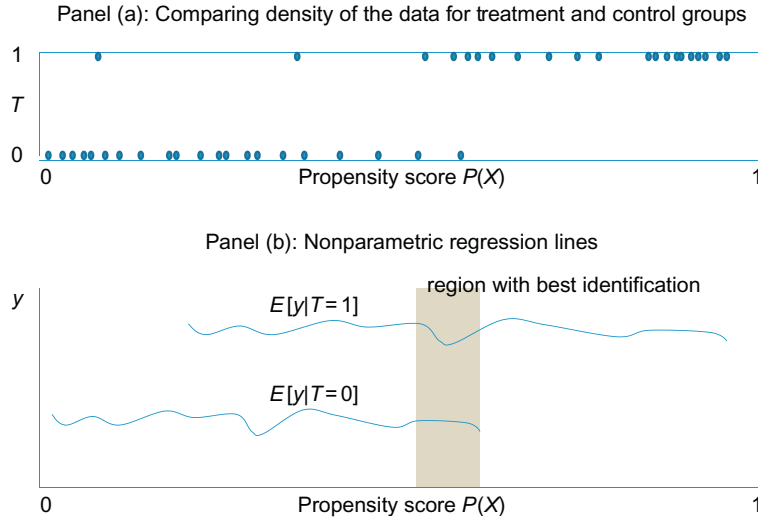 Panel (a): Comparing density of the data for treatment and control groups
1
T
0
0 Propensity score P(X) 1
Panel (b): Nonparametric regression lines
y
region with best identification
E[y|T=1]
E[y|T=0]
0 Propensity score P(X) 1